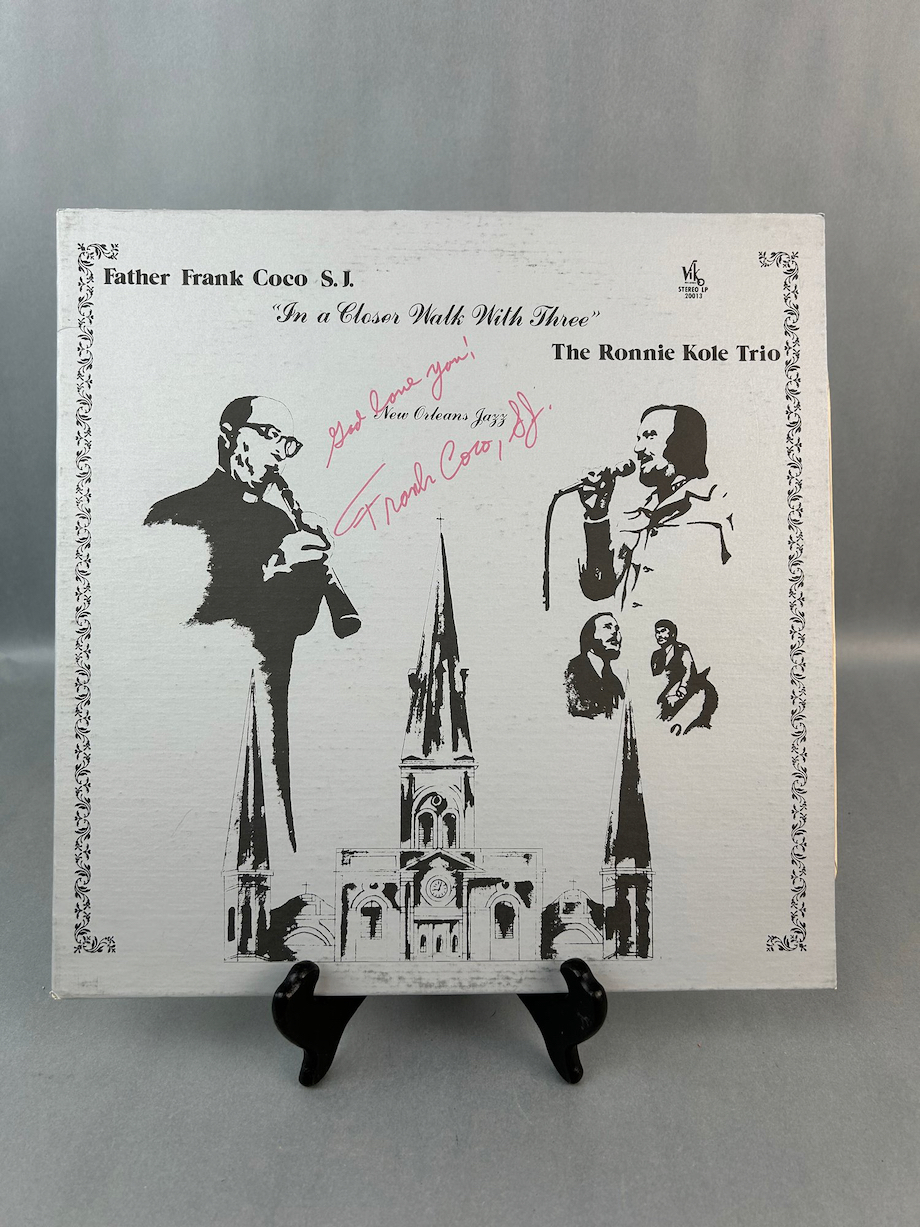 Father Frank Coco S.J.
Vik
STEREO LP
20013
“In a Closer Walk With Three”
The Ronnie Kole Trio
God love you!
New Orleans Jazz
Frank Coco, SJ.